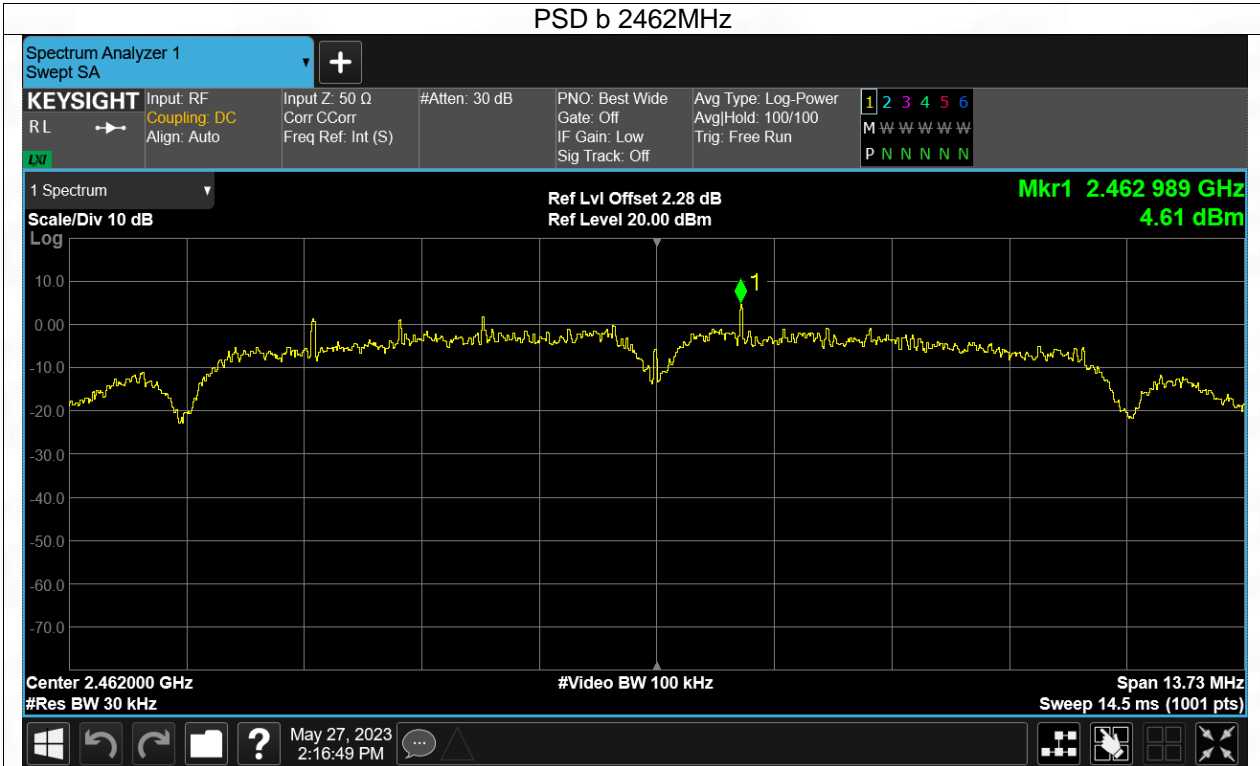 PSD b 2462MHz
Spectrum Analyzer 1
Swept SA
KEYSIGHT
R L
LXI
Input: RF
Coupling: DC
Align: Auto
Input Z: 50 Ω
Corr CCorr
Freq Ref: Int (S)
#Atten: 30 dB
PNO: Best Wide
Gate: Off
IF Gain: Low
Sig Track: Off
Avg Type: Log-Power
Avg|Hold: 100/100
Trig: Free Run
1 2 3 4 5 6
M W W W W W
P N N N N N
1 Spectrum
Scale/Div 10 dB
Log
Ref Lvl Offset 2.28 dB
Ref Level 20.00 dBm
Mkr1 2.462 989 GHz
4.61 dBm
1
10.0
0.00
-10.0
-20.0
-30.0
-40.0
-50.0
-60.0
-70.0
Center 2.462000 GHz
#Res BW 30 kHz
#Video BW 100 kHz
Span 13.73 MHz
Sweep 14.5 ms (1001 pts)
?
May 27, 2023
2:16:49 PM